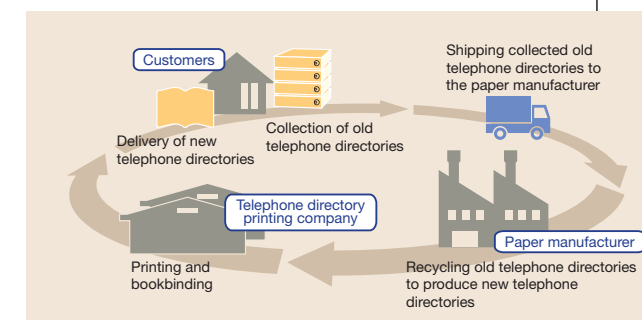 Customers
Delivery of new
telephone directories
Collection of old
telephone directories
Shipping collected old
telephone directories to
the paper manufacturer
Telephone directory
printing company
Printing and
bookbinding
Paper manufacturer
Recycling old telephone directories
to produce new telephone
directories